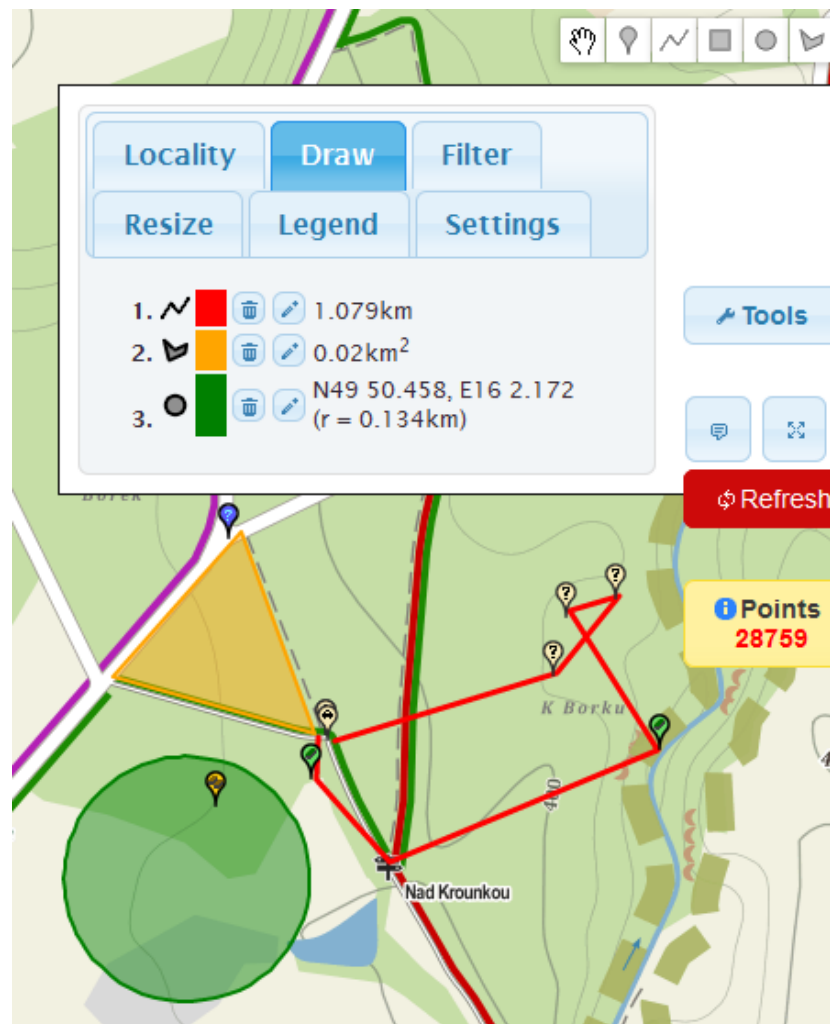 Locality Draw Filter
Resize Legend Settings
1. 1.079km
2. 0.02km²
3. N49 50.458, E16 2.172
(r = 0.134km)
Tools
Refresh
Borek
?
Points
28759
?
?
?
K Borku
400
Nad Krounkou